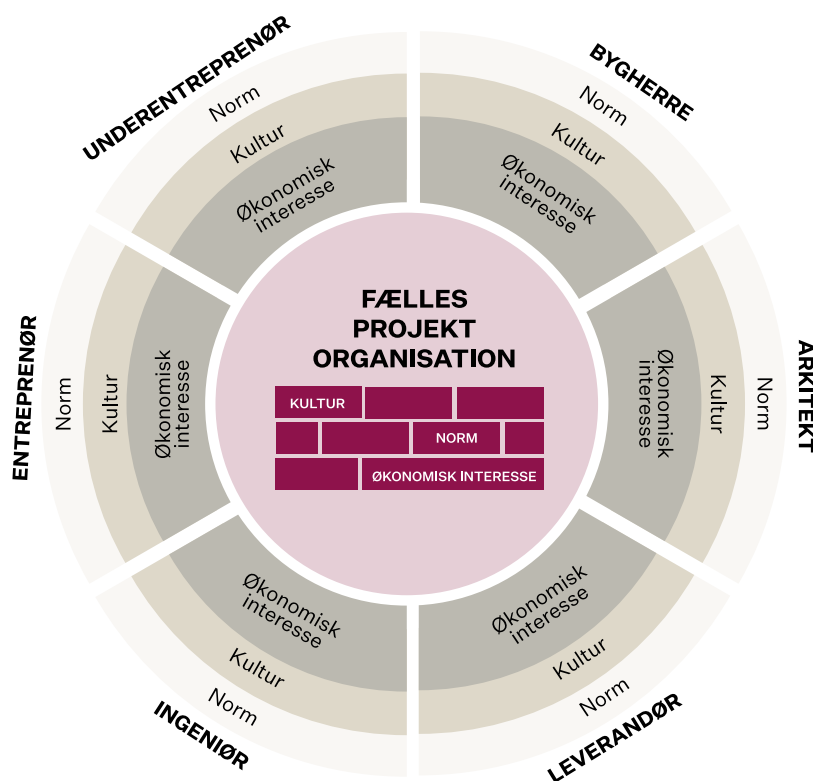 UNDERENTREPRENØR
Norm
Kultur
Økonomisk
interesse
BYGHERRE
Norm
Kultur
Økonomisk
interesse
ENTREPRENØR
Norm
Kultur
Økonomisk
interesse
FÆLLES
PROJEKT
ORGANISATION
KULTUR
NORM
ØKONOMISK INTERESSE
ARKITEKT
Norm
Kultur
Økonomisk
interesse
INGENIØR
Norm
Kultur
Økonomisk
interesse
LEVERANDØR
Norm
Kultur
Økonomisk
interesse